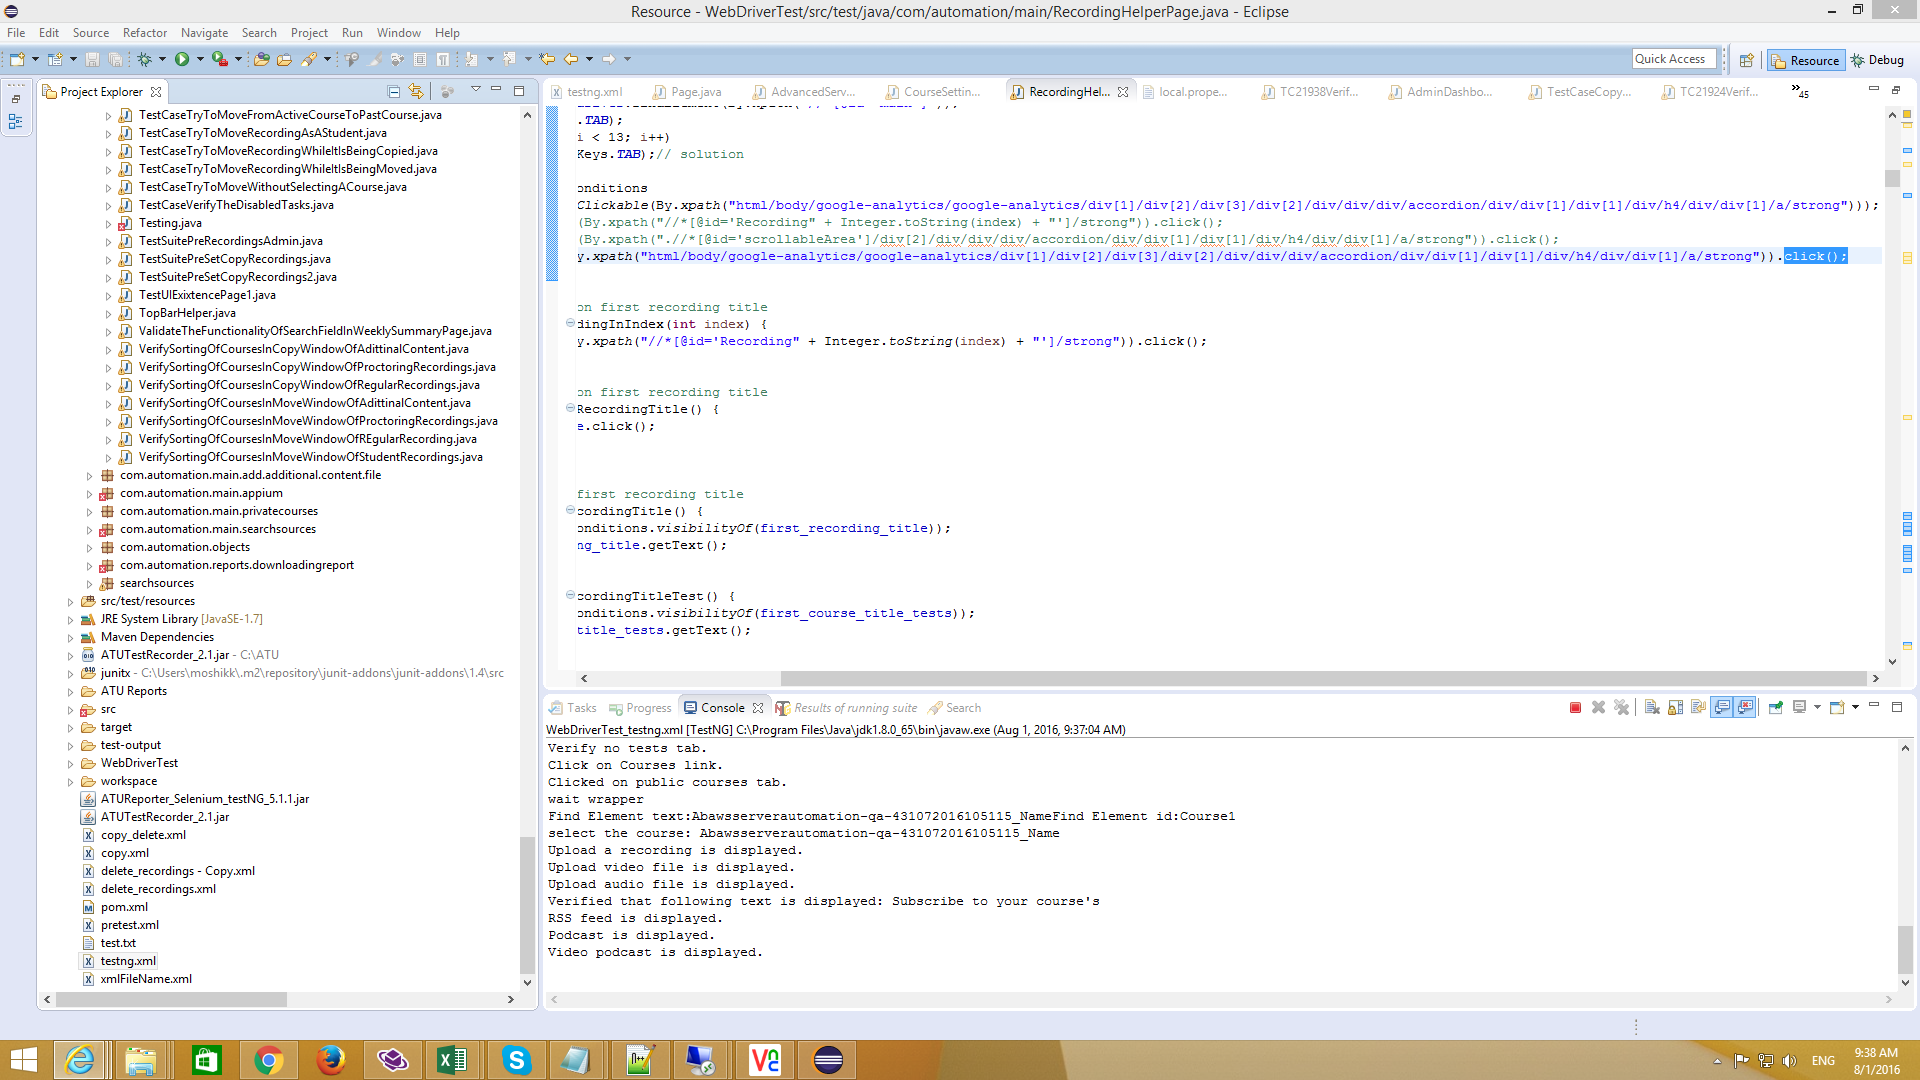 Resource - WebDriverTest/src/test/java/com/automation/main/RecordingHelperPage.java - Eclipse
File Edit Source Refactor Navigate Search Project Run Window Help
Quick Access
Resource
Debug
Project Explorer
TestCaseTryToMoveFromActiveCourseToPastCourse.java
TestCaseTryToMoveRecordingAsAStudent.java
TestCaseTryToMoveRecordingWhileItIsBeingCopied.java
TestCaseTryToMoveRecordingWhileItIsBeingMoved.java
TestCaseTryToMoveWithoutSelectingACourse.java
TestCaseVerifyTheDisabledTasks.java
Testing.java
TestSuitePreRecordingsAdmin.java
TestSuitePreSetCopyRecordings.java
TestSuitePreSetCopyRecordings2.java
TestUIExixtencePage1.java
TopBarHelper.java
ValidateTheFunctionalityOfSearchFieldInWeeklySummaryPage.java
VerifySortingOfCoursesInCopyWindowOfAdittinalContent.java
VerifySortingOfCoursesInCopyWindowOfProctoringRecordings.java
VerifySortingOfCoursesInCopyWindowOfRegularRecordings.java
VerifySortingOfCoursesInMoveWindowOfAdittinalContent.java
VerifySortingOfCoursesInMoveWindowOfProctoringRecordings.java
VerifySortingOfCoursesInMoveWindowOfREgularRecording.java
VerifySortingOfCoursesInMoveWindowOfStudentRecordings.java
com.automation.main.add.additional.content.file
com.automation.main.appium
com.automation.main.privatecourses
com.automation.main.searchsources
com.automation.objects
com.automation.reports.downloadingreport
searchsources
src/test/resources
JRE System Library [JavaSE-1.7]
Maven Dependencies
ATUTestRecorder_2.1.jar - C:\ATU
junitx - C:\Users\moshikk\.m2\repository\junit-addons\junit-addons\1.4\src
ATU Reports
src
target
test-output
WebDriverTest
workspace
ATUReporter_Selenium_testNG_5.1.1.jar
ATUTestRecorder_2.1.jar
copy_delete.xml
copy.xml
delete_recordings - Copy.xml
delete_recordings.xml
pom.xml
pretest.xml
test.txt
testng.xml
xmlFileName.xml
testng.xml Page.java AdvancedServ... CourseSettin... RecordingHel... local.prope... TC21938Verif... AdminDashbo... TestCaseCopy... TC21924Verif... »45
.TAB);
i < 13; i++)
Keys.TAB);// solution
onditions
Clickable(By.xpath("html/body/google-analytics/google-analytics/div[1]/div[2]/div[3]/div[2]/div/div/div/accordion/div/div[1]/div[1]/div/h4/div/div[1]/a/strong")));
(By.xpath("//*[@id='Recording" + Integer.toString(index) + "']/strong")).click();
(By.xpath(".//*[@id='scrollableArea']/div[2]/div/div/div/accordion/div/div[1]/div[1]/div/h4/div/div[1]/a/strong")).click();
y.xpath("html/body/google-analytics/google-analytics/div[1]/div[2]/div[3]/div[2]/div/div/div/accordion/div/div[1]/div[1]/div/h4/div/div[1]/a/strong")).click();
on first recording title
dingInIndex(int index) {
y.xpath("//*[@id='Recording" + Integer.toString(index) + "']/strong")).click();
on first recording title
RecordingTitle() {
e.click();
first recording title
cordingTitle() {
onditions.visibilityOf(first_recording_title));
ng_title.getText();
cordingTitleTest() {
onditions.visibilityOf(first_course_title_tests));
title_tests.getText();
Tasks Progress Console Results of running suite Search
WebDriverTest_testng.xml [TestNG] C:\Program Files\Java\jdk1.8.0_65\bin\javaw.exe (Aug 1, 2016, 9:37:04 AM)
Verify no tests tab.
Click on Courses link.
Clicked on public courses tab.
wait wrapper
Find Element text:Abawsserverautomation-qa-431072016105115_NameFind Element id:Course1
select the course: Abawsserverautomation-qa-431072016105115_Name
Upload a recording is displayed.
Upload video file is displayed.
Upload audio file is displayed.
Verified that following text is displayed: Subscribe to your course's
RSS feed is displayed.
Podcast is displayed.
Video podcast is displayed.
ENG
9:38 AM
8/1/2016